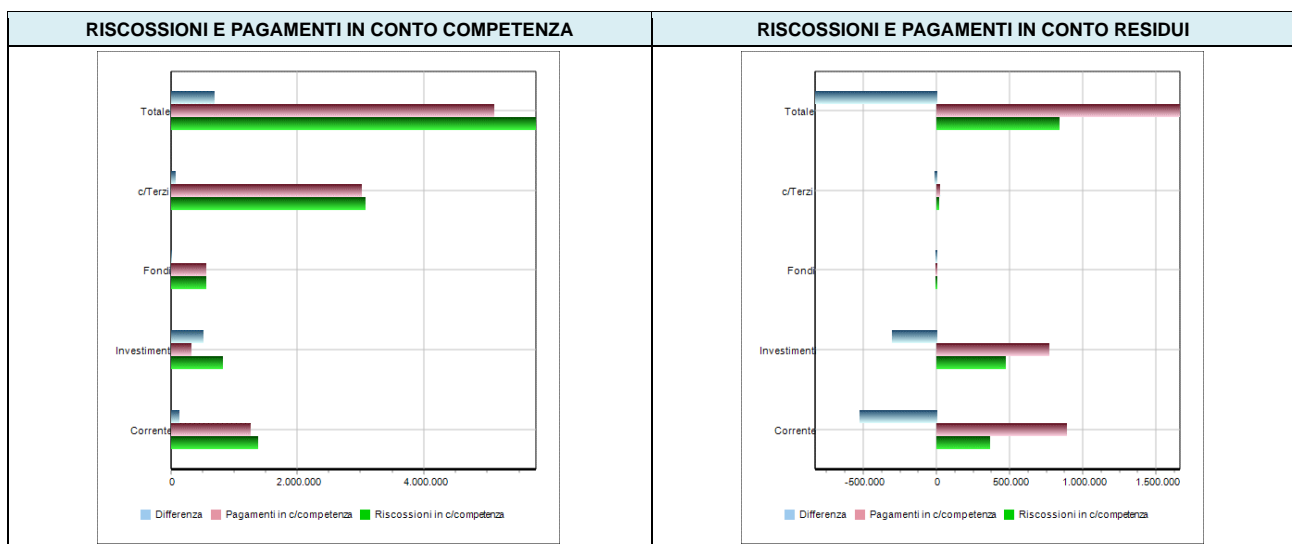 RISCOSSIONI E PAGAMENTI IN CONTO COMPETENZA
Totale
c/Terzi
Fondi
Investiment
Corrente
0 2.000.000 4.000.000
Differenza Pagamenti in c/competenza Riscossioni in c/competenza
RISCOSSIONI E PAGAMENTI IN CONTO RESIDUI
Totale
c/Terzi
Fondi
Investiment
Corrente
-500.000 0 500.000 1.000.000 1.500.000
Differenza Pagamenti in c/competenza Riscossioni in c/competenza